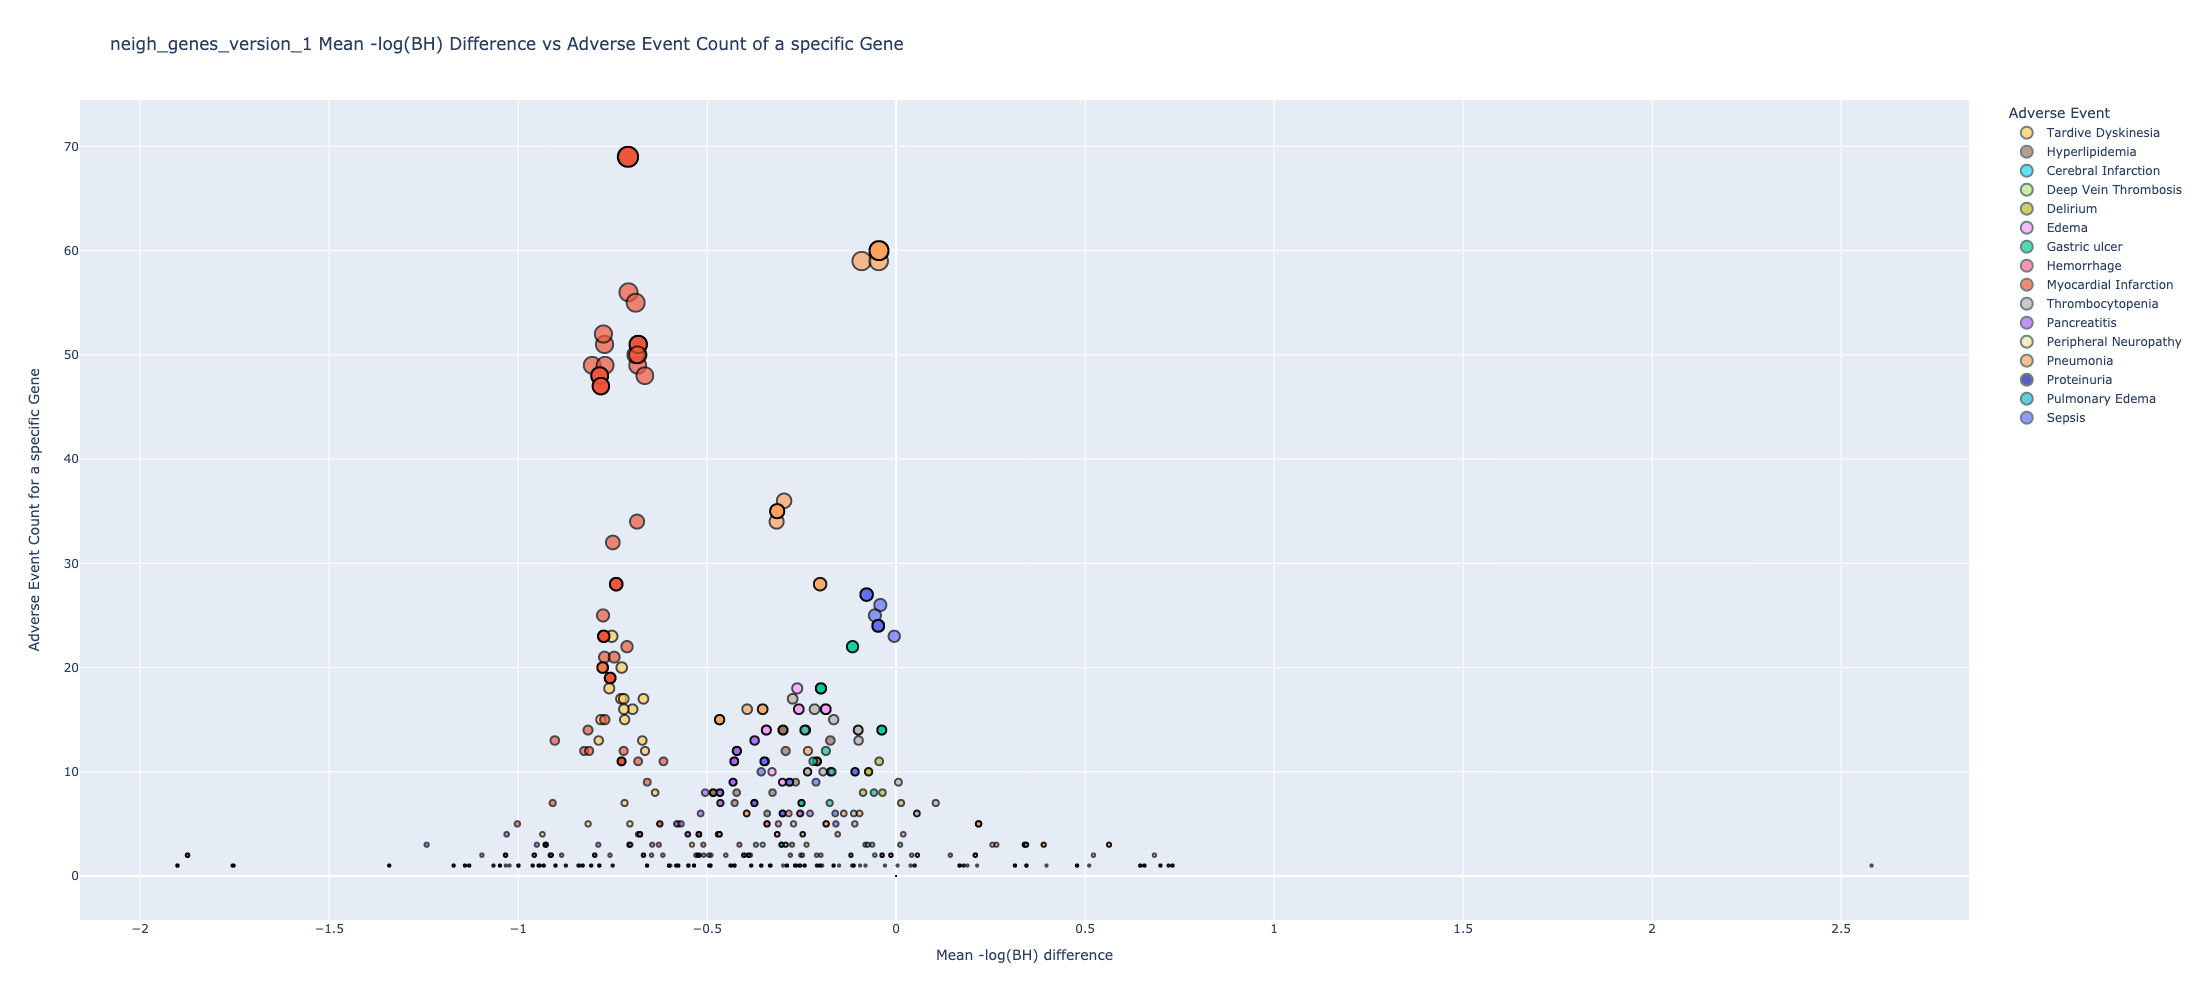 neigh_genes_version_1 Mean -log(BH) Difference vs Adverse Event Count of a specific Gene
Adverse Event
Tardive Dyskinesia
Hyperlipidemia
Cerebral Infarction
Deep Vein Thrombosis
Delirium
Edema
Gastric ulcer
Hemorrhage
Myocardial Infarction
Thrombocytopenia
Pancreatitis
Peripheral Neuropathy
Pneumonia
Proteinuria
Pulmonary Edema
Sepsis
Adverse Event Count for a specific Gene
70
60
50
40
30
20
10
0
−2 −1.5 −1 −0.5 0 0.5 1 1.5 2 2.5
Mean -log(BH) difference